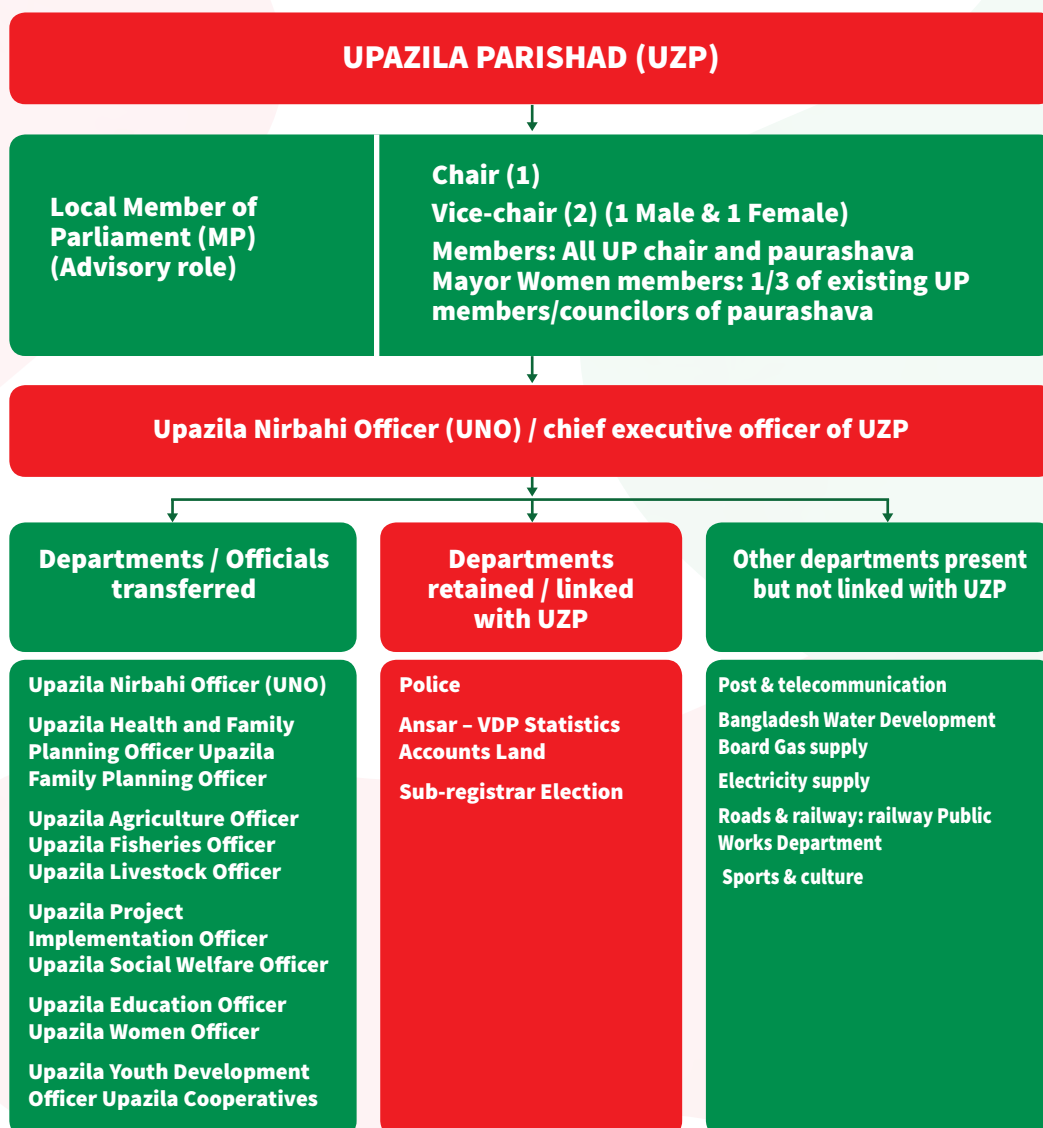 UPAZILA PARISHAD (UZP)
Local Member of
Parliament (MP)
(Advisory role)
Chair (1)
Vice-chair (2) (1 Male & 1 Female)
Members: All UP chair and paurashava
Mayor Women members: 1/3 of existing UP
members/councilors of paurashava
Upazila Nirbahi Officer (UNO) / chief executive officer of UZP
Departments / Officials
transferred
Upazila Nirbahi Officer (UNO)
Upazila Health and Family
Planning Officer Upazila
Family Planning Officer
Upazila Agriculture Officer
Upazila Fisheries Officer
Upazila Livestock Officer
Upazila Project
Implementation Officer
Upazila Social Welfare Officer
Upazila Education Officer
Upazila Women Officer
Upazila Youth Development
Officer Upazila Cooperatives
Departments
retained / linked
with UZP
Police
Ansar – VDP Statistics
Accounts Land
Sub-registrar Election
Other departments present
but not linked with UZP
Post & telecommunication
Bangladesh Water Development
Board Gas supply
Electricity supply
Roads & railway: railway Public
Works Department
Sports & culture